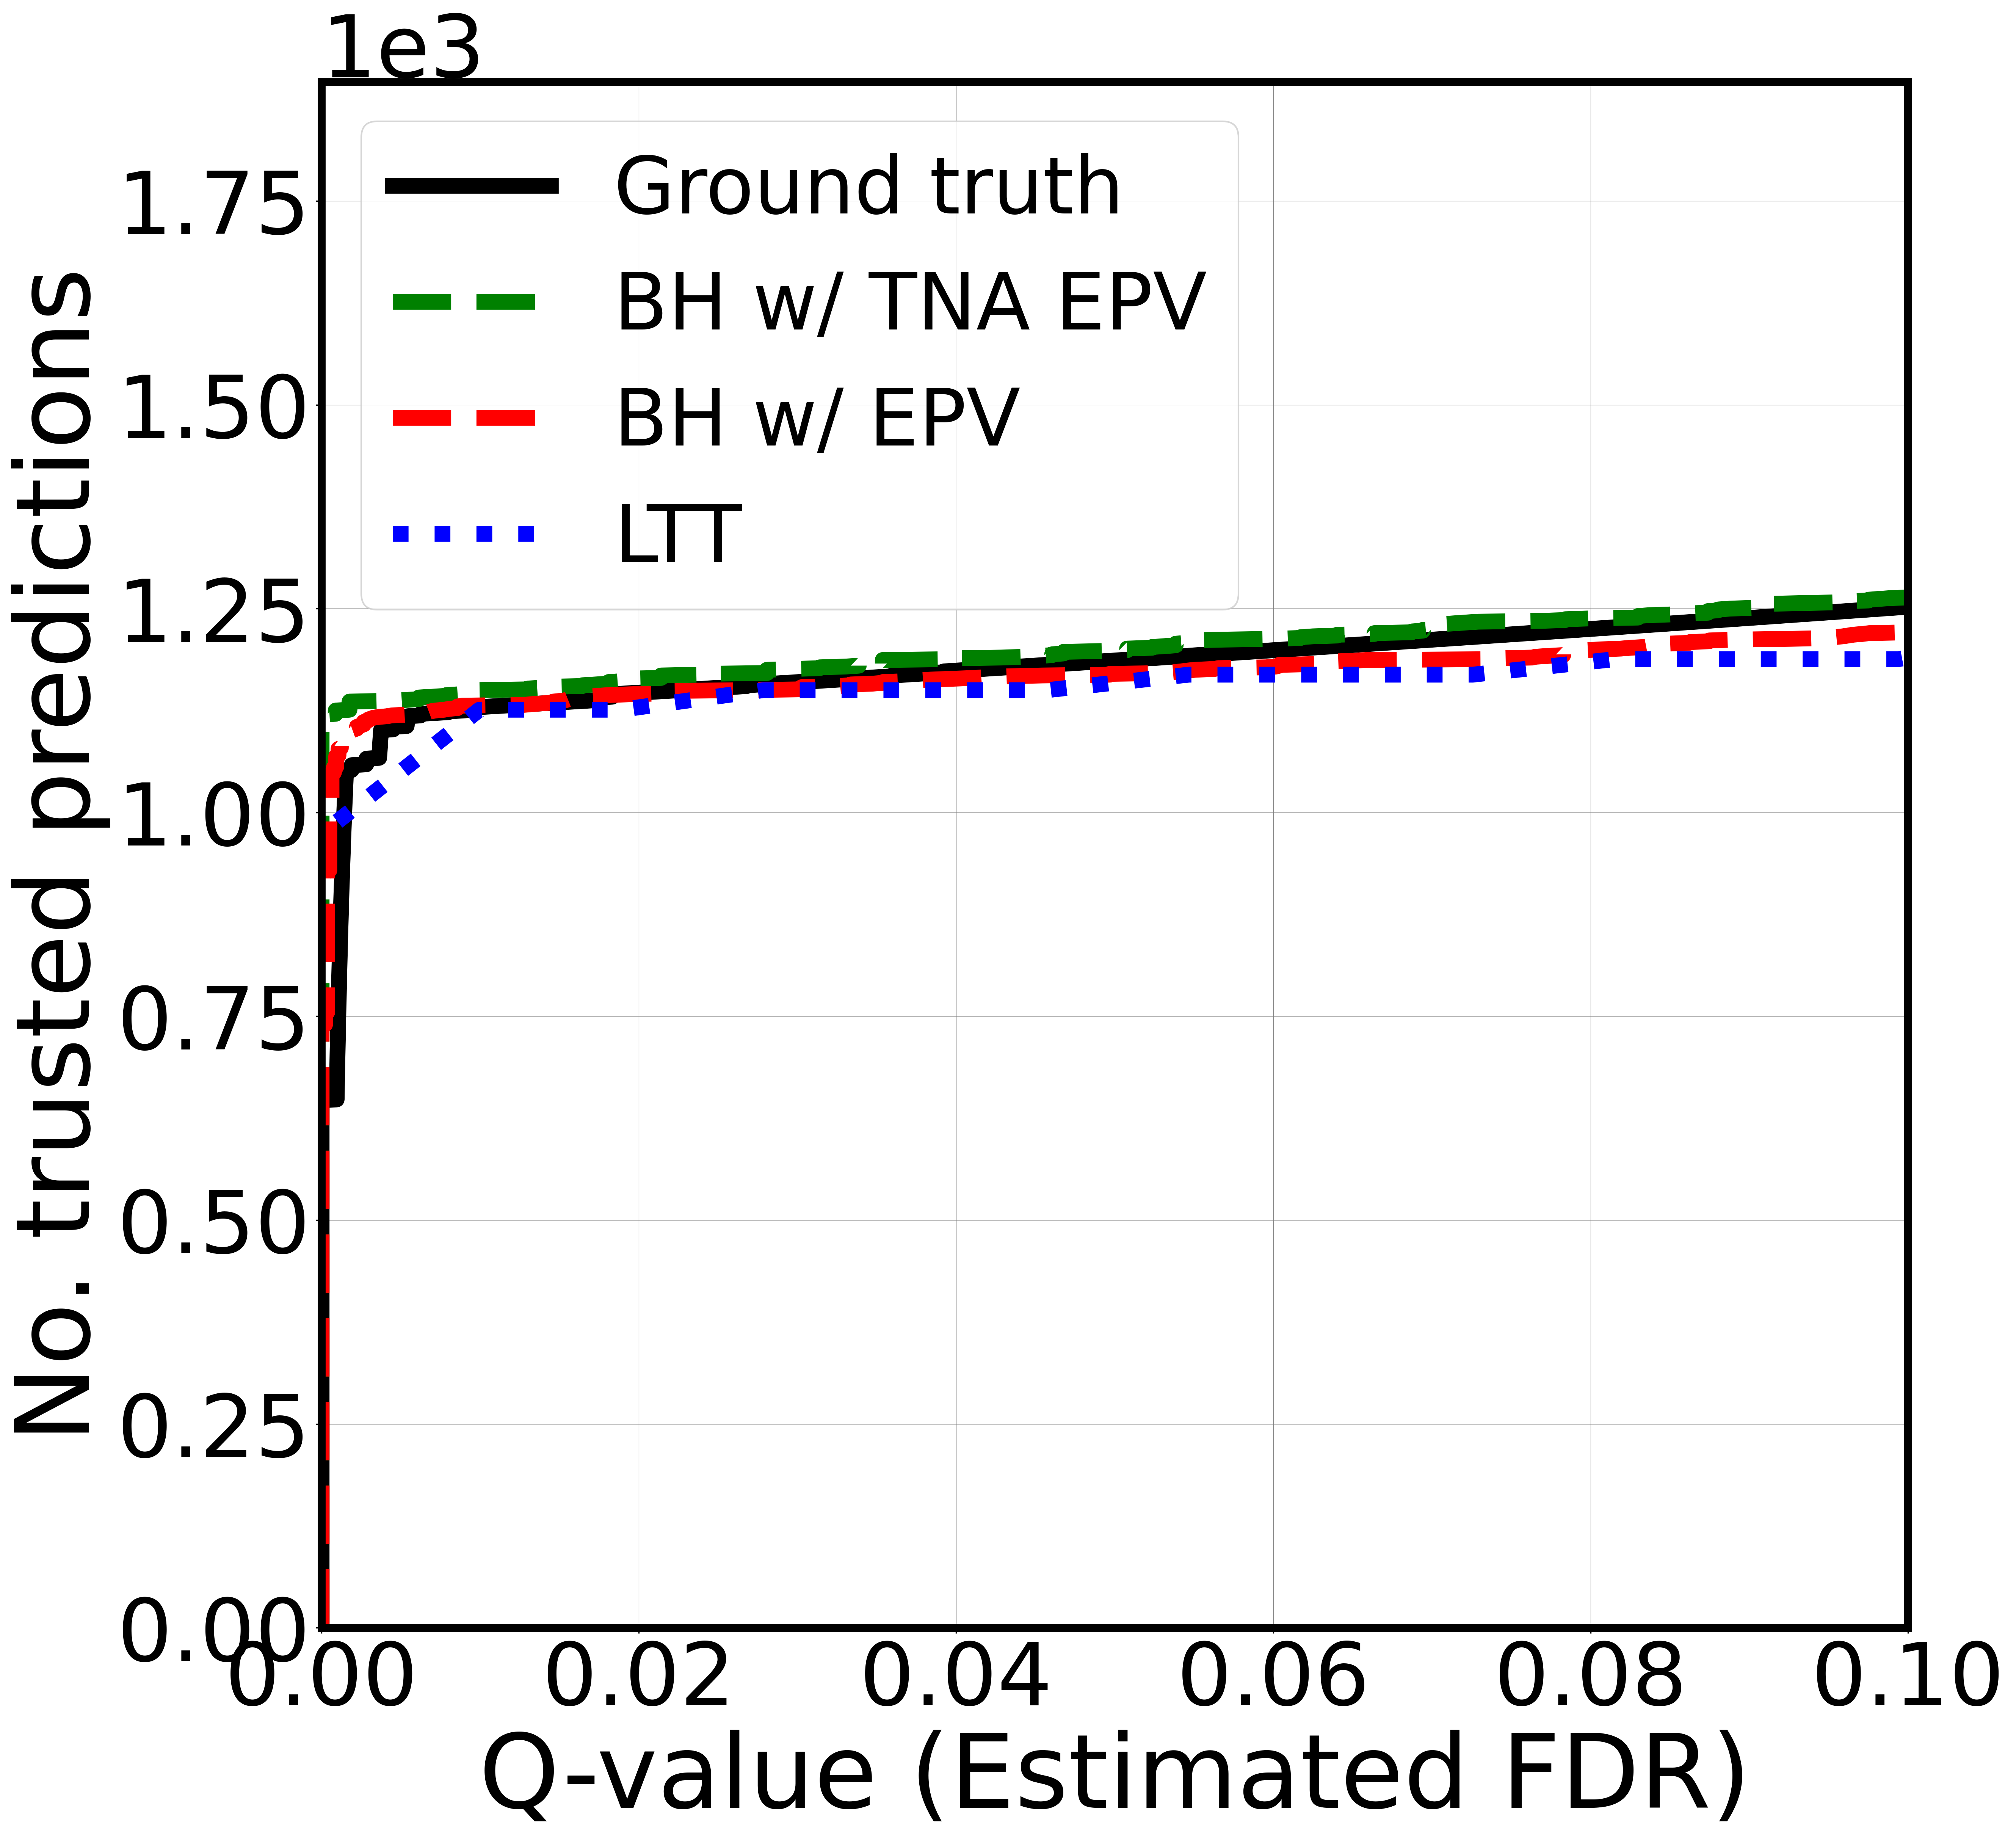 1e3
No. trusted predictions
1.75
1.50
1.25
1.00
0.75
0.50
0.25
0.00
Ground truth
BH w/ TNA EPV
BH w/ EPV
LTT
0.00 0.02 0.04 0.06 0.08 0.10
Q-value (Estimated FDR)